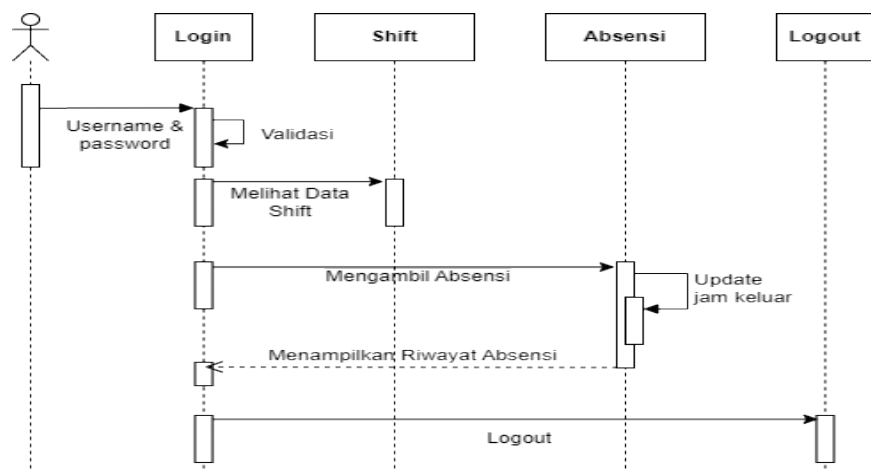 Login
Shift
Absensi
Logout
Username &
password
Validasi
Melihat Data
Shift
Mengambil Absensi
Update
jam keluar
Menampilkan Riwayat Absensi
Logout